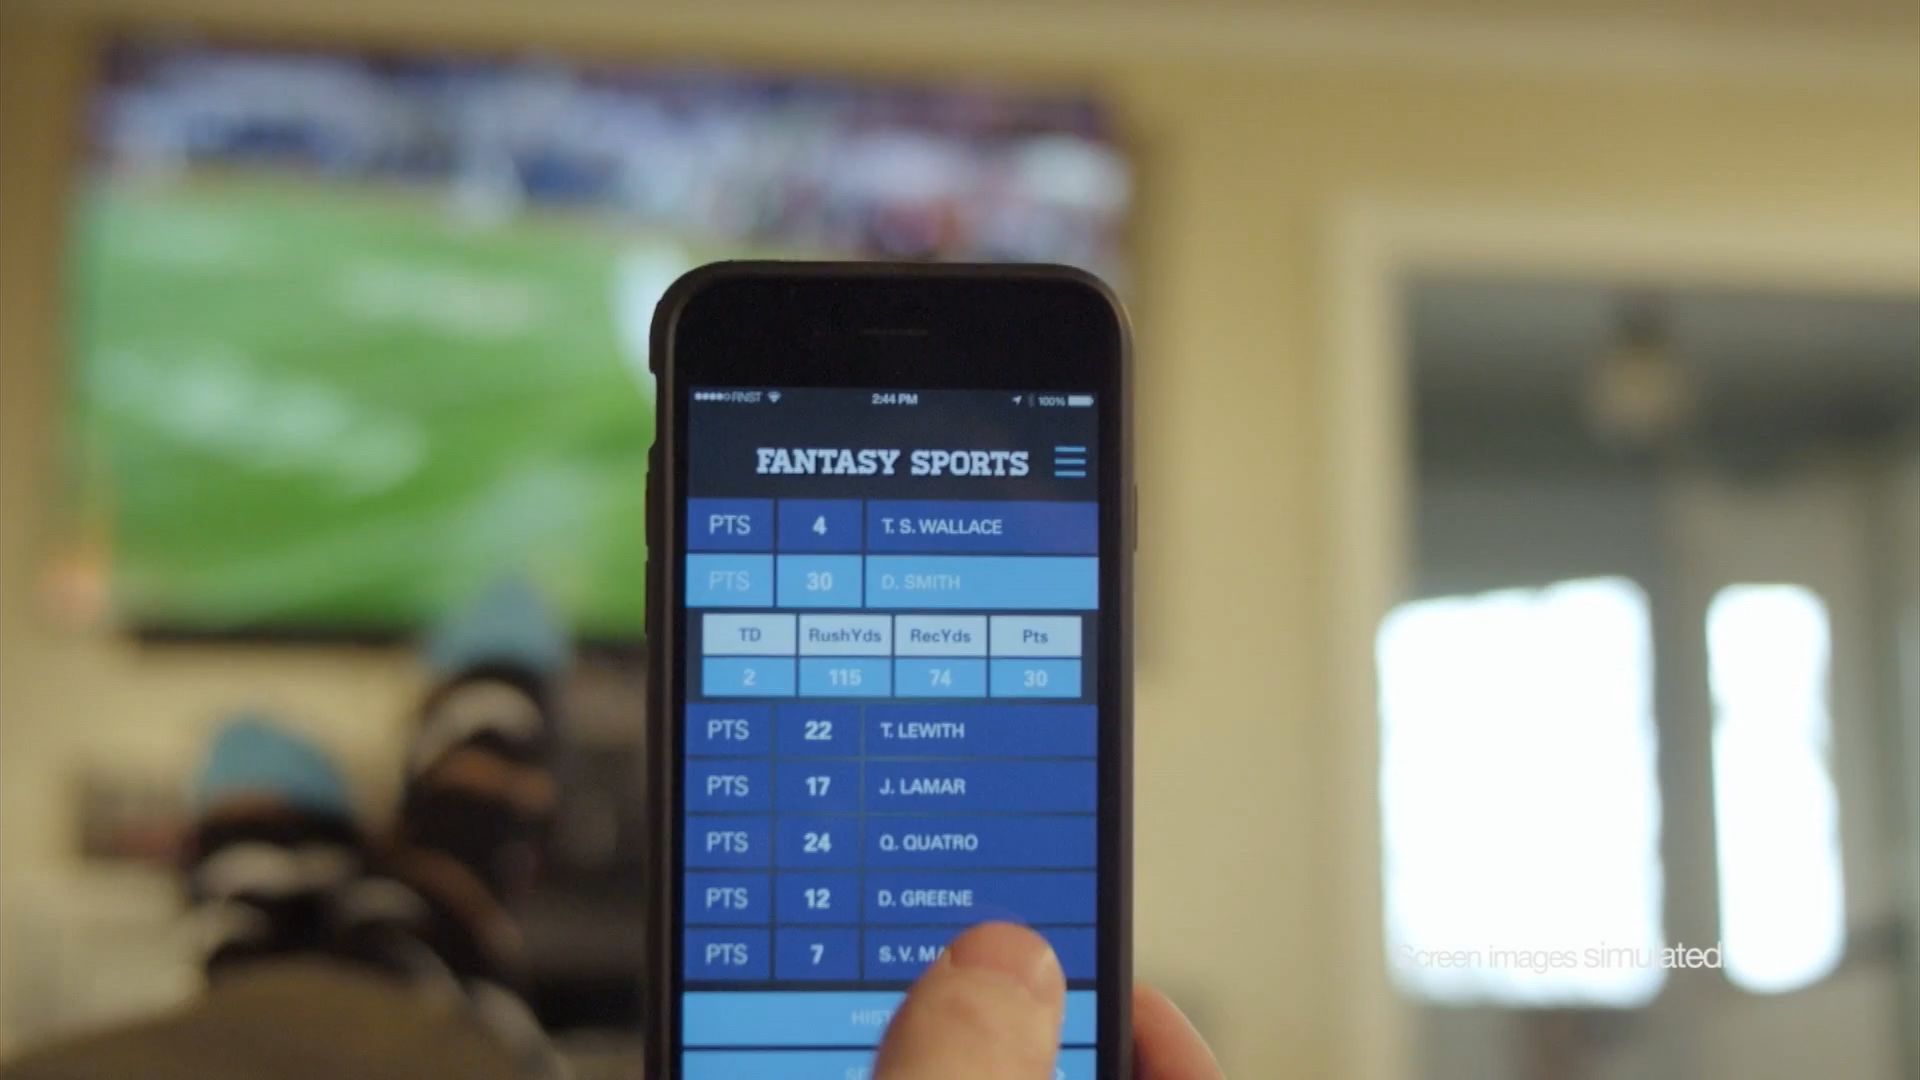 RNST 2:44 PM 100%
FANTASY SPORTS
PTS 4 T. S. WALLACE
PTS 30 D. SMITH
TD RushYds RecYds Pts
2 115 74 30
PTS 22 T. LEWITH
PTS 17 J. LAMAR
PTS 24 Q. QUATRO
PTS 12 D. GREENE
PTS 7 S. V.
Screen images simulated.